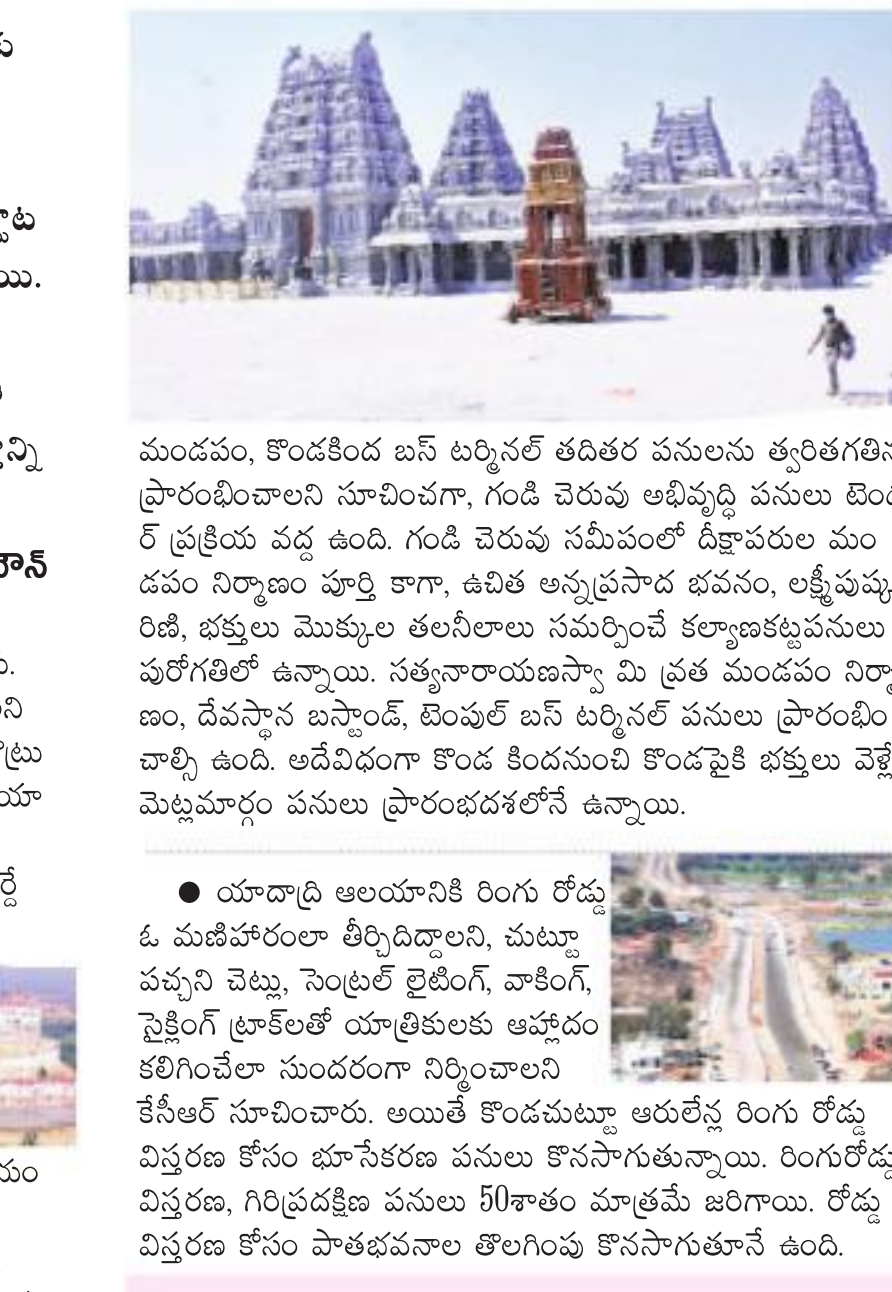 మండపం, కొండకింద బస్ టర్మినల్ తదితర పనులను
ప్రారంభించాలని సూచించగా, గండి చెరువు అభివృద్ధి పనులు
ర్ ప్రక్రియ వద్ద ఉంది. గండి చెరువు సమీపంలో దీక్షాపరుల మం
డపం నిర్మాణం పూర్తి కాగా, ఉచిత అన్నప్రసాద భవనం,
రిణి, భక్తులు మొక్కుల తలనీలాలు సమర్పించే కల్యాణకట్టపనులు
పురోగతిలో ఉన్నాయి. సత్యనారాయణస్వా మి వ్రత మండపం
ణం, దేవస్థాన బస్టాండ్, టెంపుల్ బస్ టర్మినల్ పనులు ప్రారంభిం
చాల్సి ఉంది. అదేవిధంగా కొండ కిందనుంచి కొండపైకి భక్తులు వెళ్లే
మెట్లమార్గం పనులు ప్రారంభదశలోనే ఉన్నాయి.
● యాదాద్రి ఆలయానికి రింగు రోడ్డు
ఓ మణిహారంలా తీర్చిదిద్దాలని, చుట్టూ
పచ్చని చెట్లు, సెంట్రల్ లైటింగ్, వాకింగ్,
సైక్లింగ్ ట్రాక్‌లతో యాత్రికులకు ఆహ్లాదం
కలిగించేలా సుందరంగా నిర్మించాలని
కేసీఆర్ సూచించారు. అయితే కొండచుట్టూ ఆరులేన్ల రింగు రోడ్డు
విస్తరణ కోసం భూసేకరణ పనులు కొనసాగుతున్నాయి. రింగురోడ్డు
విస్తరణ, గిరిప్రదక్షిణ పనులు 50శాతం మాత్రమే జరిగాయి. రోడ్డు
విస్తరణ కోసం పాతభవనాల తొలగింపు కొనసాగుతూనే ఉంది.